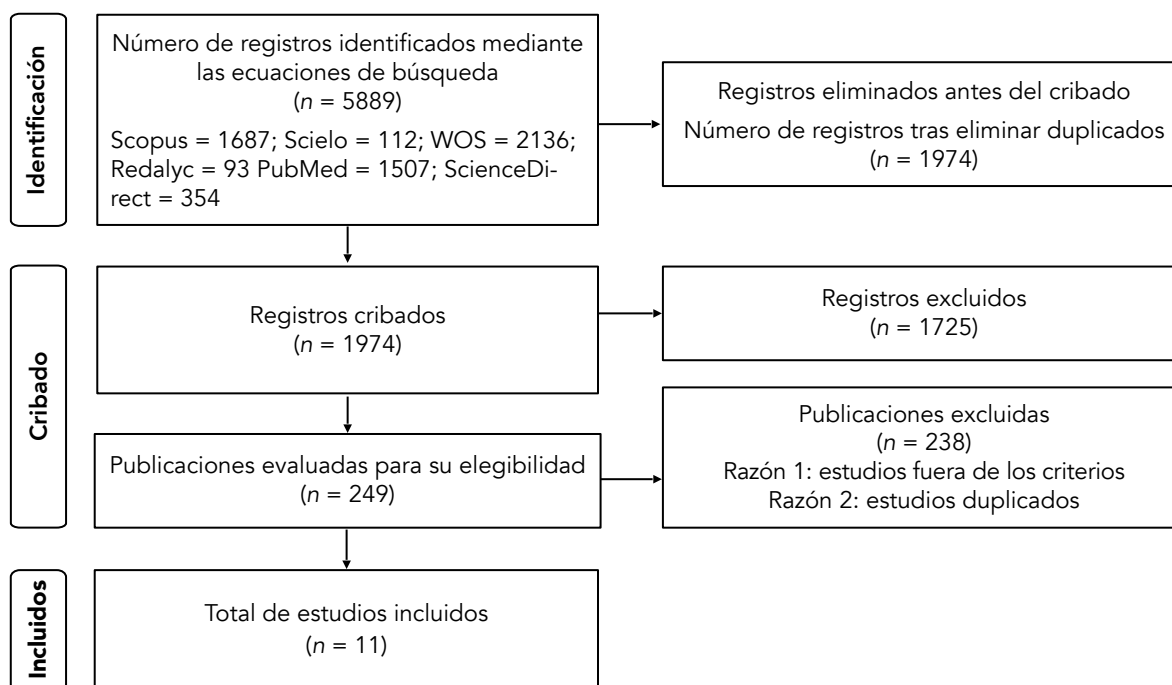 Identificación
Número de registros identificados mediante
las ecuaciones de búsqueda
(n = 5889)
Scopus = 1687; Scielo = 112; WOS = 2136;
Redalyc = 93 PubMed = 1507; ScienceDi-
rect = 354
Registros eliminados antes del cribado
Número de registros tras eliminar duplicados
(n = 1974)
Cribado
Registros cribados
(n = 1974)
Registros excluidos
(n = 1725)
Publicaciones evaluadas para su elegibilidad
(n = 249)
Publicaciones excluidas
(n = 238)
Razón 1: estudios fuera de los criterios
Razón 2: estudios duplicados
Incluidos
Total de estudios incluidos
(n = 11)